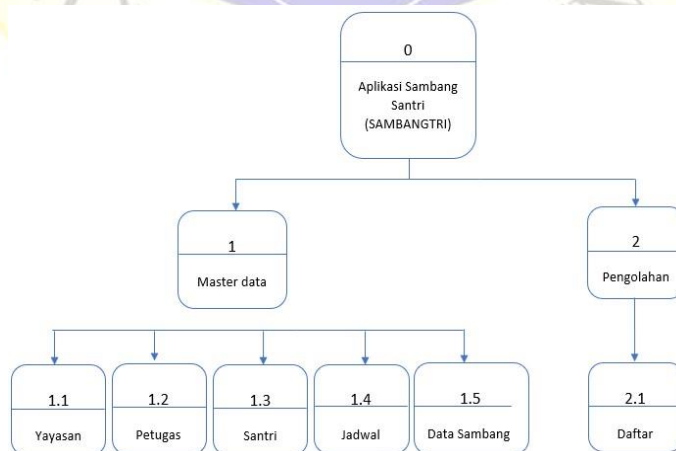 0
Aplikasi Sambang
Santri
(SAMBANGTRI)
1
Master data
2
Pengolahan
1.1
Yayasan
1.2
Petugas
1.3
Santri
1.4
Jadwal
1.5
Data Sambang
2.1
Daftar